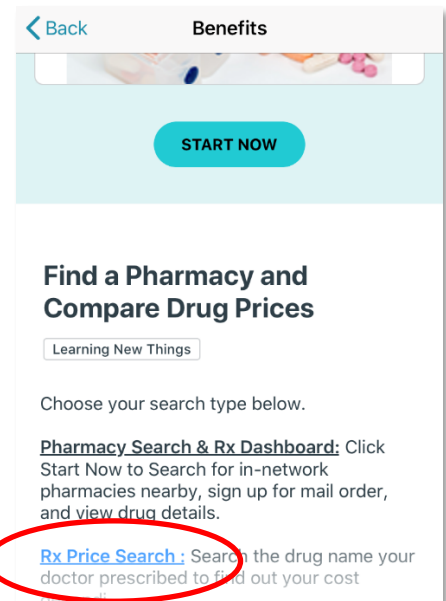 Back
Benefits
START NOW
Find a Pharmacy and
Compare Drug Prices
Learning New Things
Choose your search type below.
Pharmacy Search & Rx Dashboard: Click
Start Now to Search for in-network
pharmacies nearby, sign up for mail order,
and view drug details.
Rx Price Search : Search the drug name your
doctor prescribed to find out your cost